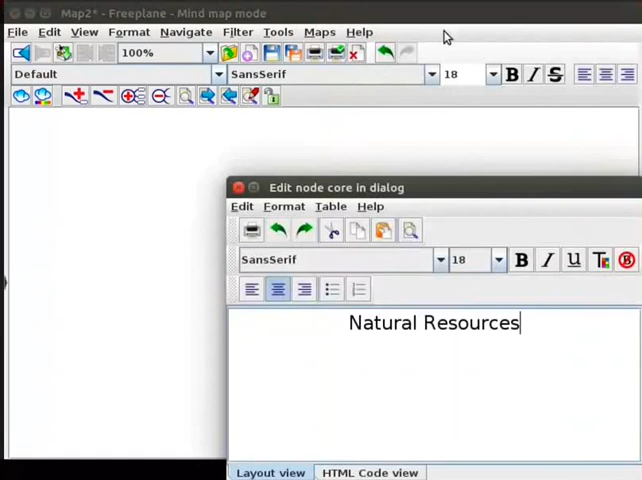 Map2* - Freeplane - Mind map mode
File Edit View Format Navigate Filter Tools Maps Help
100%
Default SansSerif 18 B I S
Edit node core in dialog
Edit Format Table Help
SansSerif 18 B I U T B
Natural Resources
Layout view HTML Code view